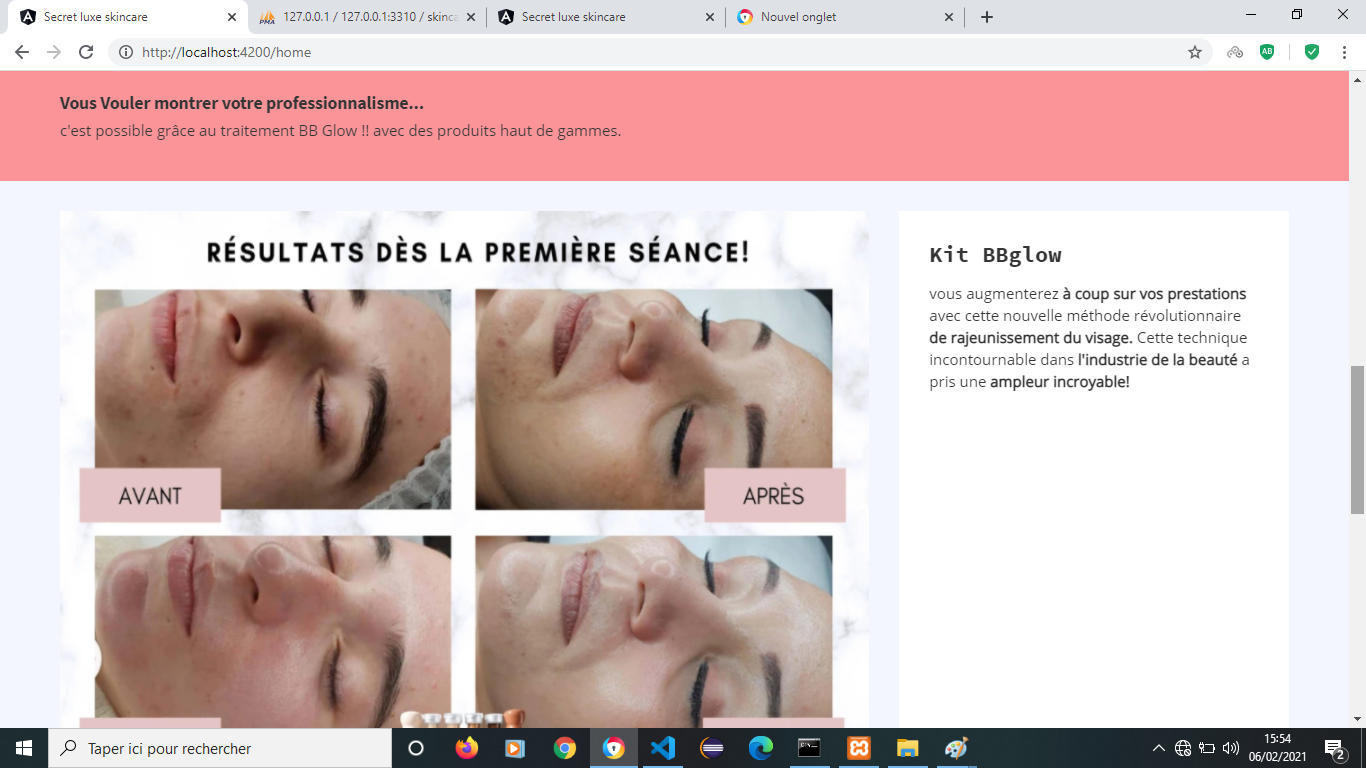 Secret luxe skincare
127.0.0.1 / 127.0.0.1:3310 / skinca
Secret luxe skincare
Nouvel onglet
http://localhost:4200/home
Vous Vouler montrer votre professionnalisme...
c'est possible grâce au traitement BB Glow !! avec des produits haut de gammes.
RÉSULTATS DÈS LA PREMIÈRE SÉANCE!
AVANT
APRÈS
Kit BBglow
vous augmenterez à coup sur vos prestations
avec cette nouvelle méthode révolutionnaire
de rajeunissement du visage. Cette technique
incontournable dans l'industrie de la beauté a
pris une ampleur incroyable!
Taper ici pour rechercher
15:54
06/02/2021
2